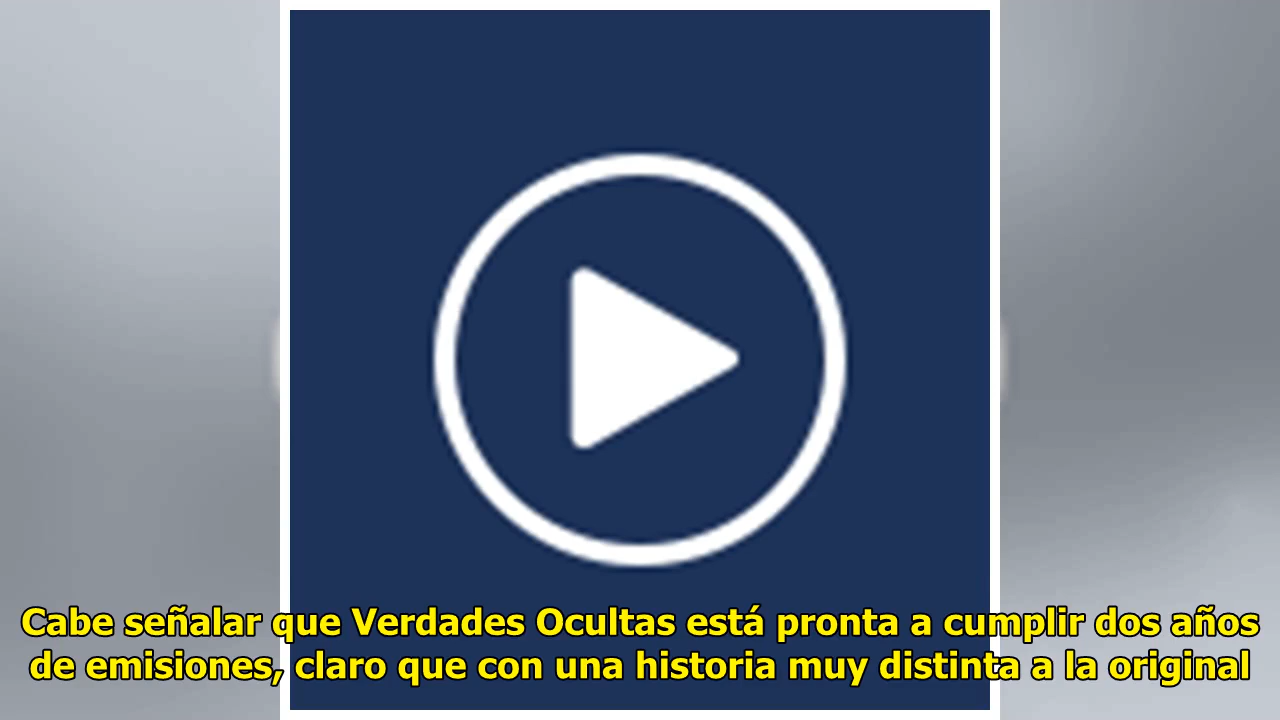 Cabe señalar que Verdades Ocultas está pronta a cumplir dos años
de emisiones, claro que con una historia muy distinta a la original